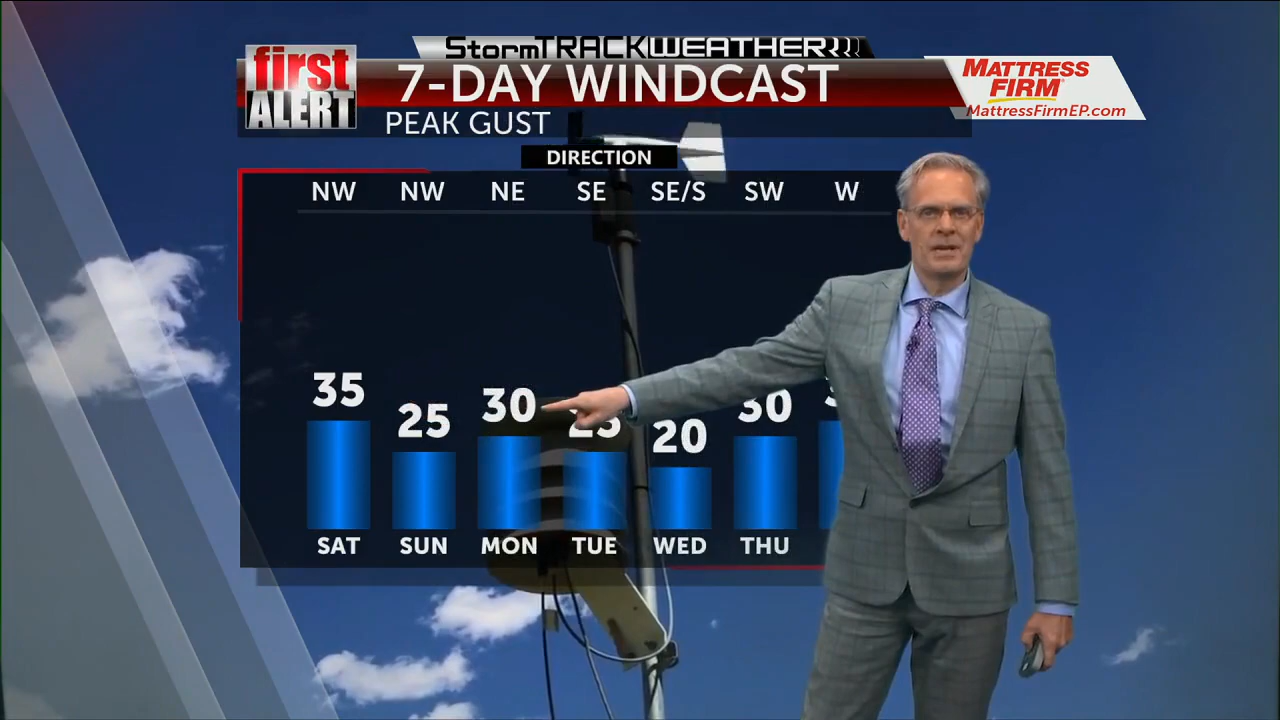 StormTRACKWEATHER
first
ALERT
7-DAY WINDCAST
PEAK GUST
MATTRESS
FIRM
MattressFirmEP.com
DIRECTION
NW NW NE SE SE/S SW W
35 25 30 25 20 30
SAT SUN MON TUE WED THU